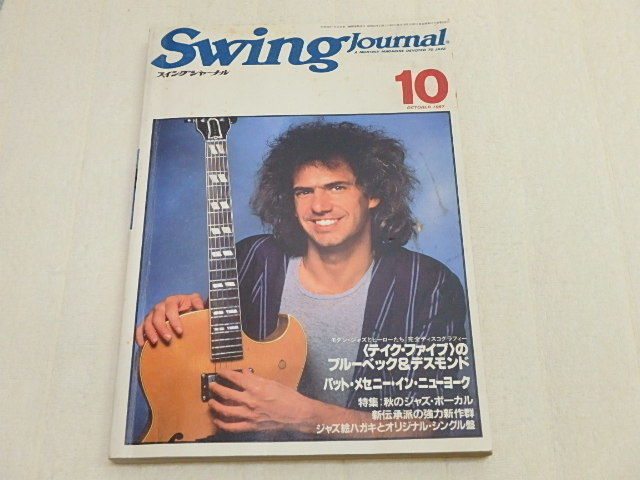 Swing Journal
A MONTHLY MAGAZINE DEVOTED TO JAZZ
スイングジャーナル
10
OCTOBER 1987
モダン・ジャズ・ヒーローたち/完全ディスコグラフィー
〈テイク・ファイブ〉の
ブルーベック&デスモンド
パット・メセニー・イン・ニューヨーク
特集:秋のジャズ・ボーカル
新伝承派の強力新作群
ジャズ絵ハガキとオリジナル・シングル盤